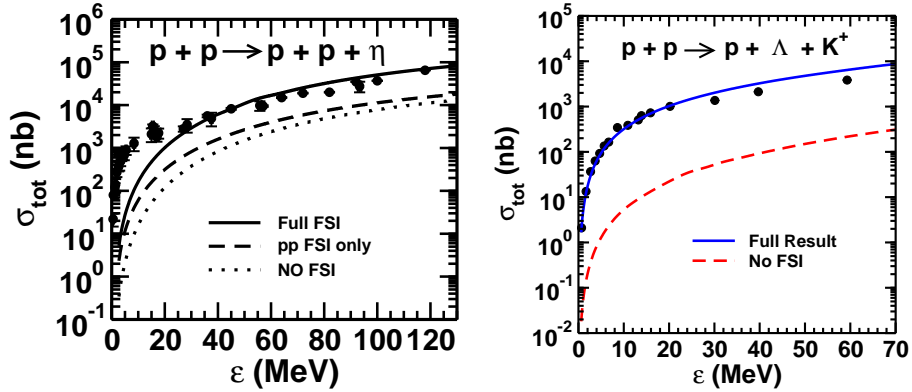 p + p → p + p + η
σtot (nb)
10^6
10^5
10^4
10^3
10^2
10^1
10^0
10^-1
Full FSI
pp FSI only
NO FSI
0 20 40 60 80 100 120
ε (MeV)
p + p → p + Λ + K^+
σtot (nb)
10^5
10^4
10^3
10^2
10^1
10^0
10^-1
10^-2
Full Result
No FSI
0 10 20 30 40 50 60 70
ε (MeV)